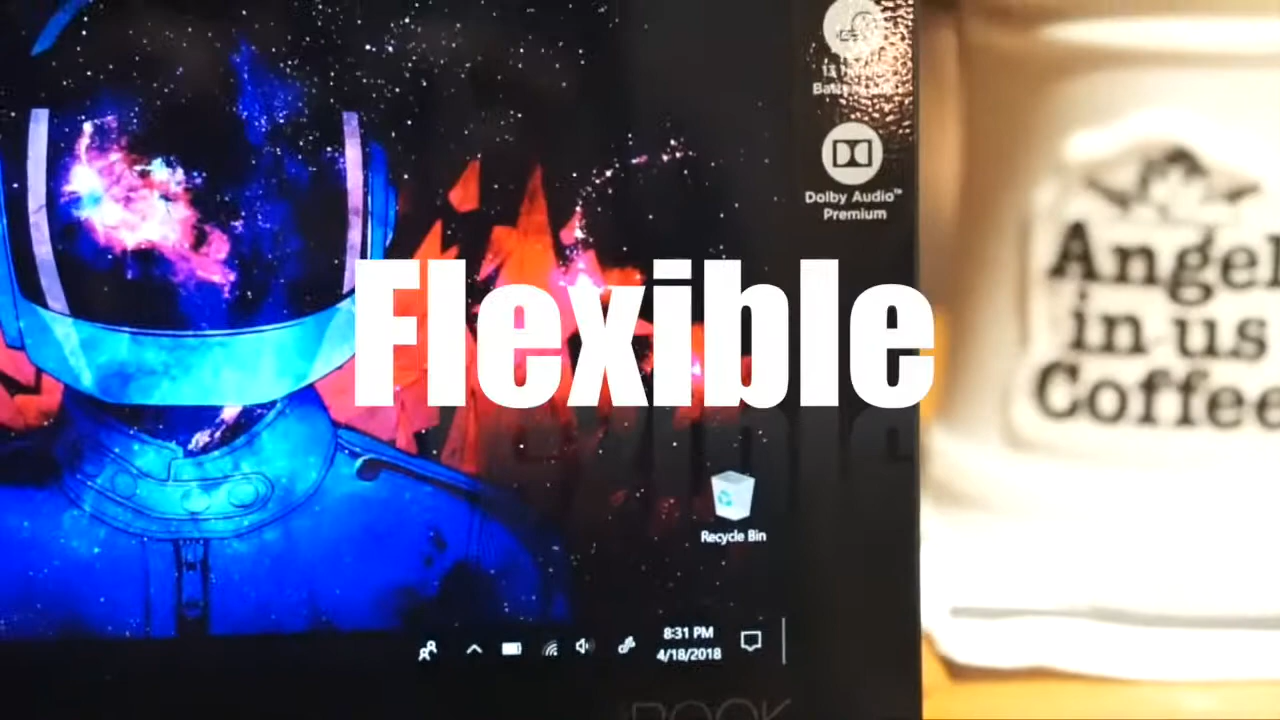 Dolby Audio™
Premium
Angel
in us
Coffee
Flexible
Recycle Bin
8:31 PM
4/18/2018